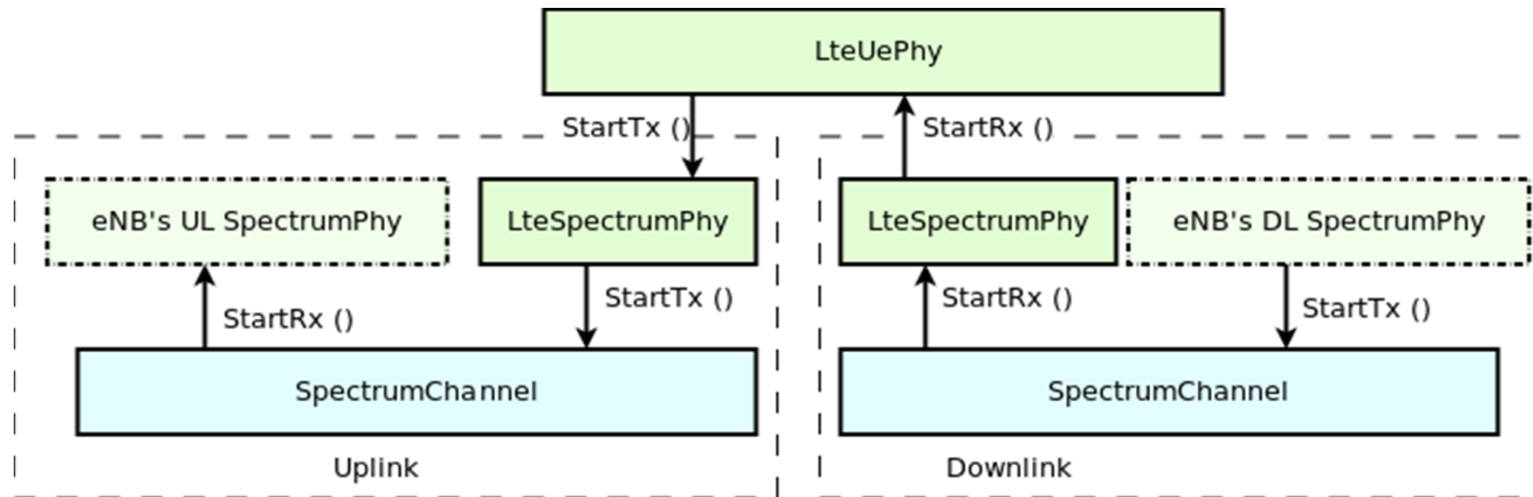 LteUePhy
StartTx ()
StartRx ()
eNB's UL SpectrumPhy
LteSpectrumPhy
LteSpectrumPhy
eNB's DL SpectrumPhy
StartRx ()
StartTx ()
StartRx ()
StartTx ()
SpectrumChannel
SpectrumChannel
Uplink
Downlink